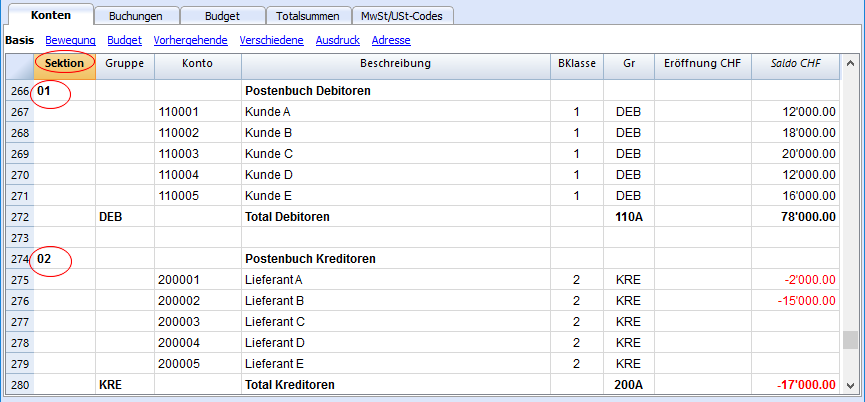 Konten Buchungen Budget Totalsummen MwSt/USt-Codes
Basis Bewegung Budget Vorhergehende Verschiedene Ausdruck Adresse
Sektion Gruppe Konto Beschreibung BKlasse Gr Eröffnung CHF Saldo CHF
266 01 Postenbuch Debitoren
267 110001 Kunde A 1 DEB 12'000.00
268 110002 Kunde B 1 DEB 18'000.00
269 110003 Kunde C 1 DEB 20'000.00
270 110004 Kunde D 1 DEB 12'000.00
271 110005 Kunde E 1 DEB 16'000.00
272 DEB Total Debitoren 110A 78'000.00
273
274 02 Postenbuch Kreditoren
275 200001 Lieferant A 2 KRE -2'000.00
276 200002 Lieferant B 2 KRE -15'000.00
277 200003 Lieferant C 2 KRE
278 200004 Lieferant D 2 KRE
279 200005 Lieferant E 2 KRE
280 KRE Total Kreditoren 200A -17'000.00